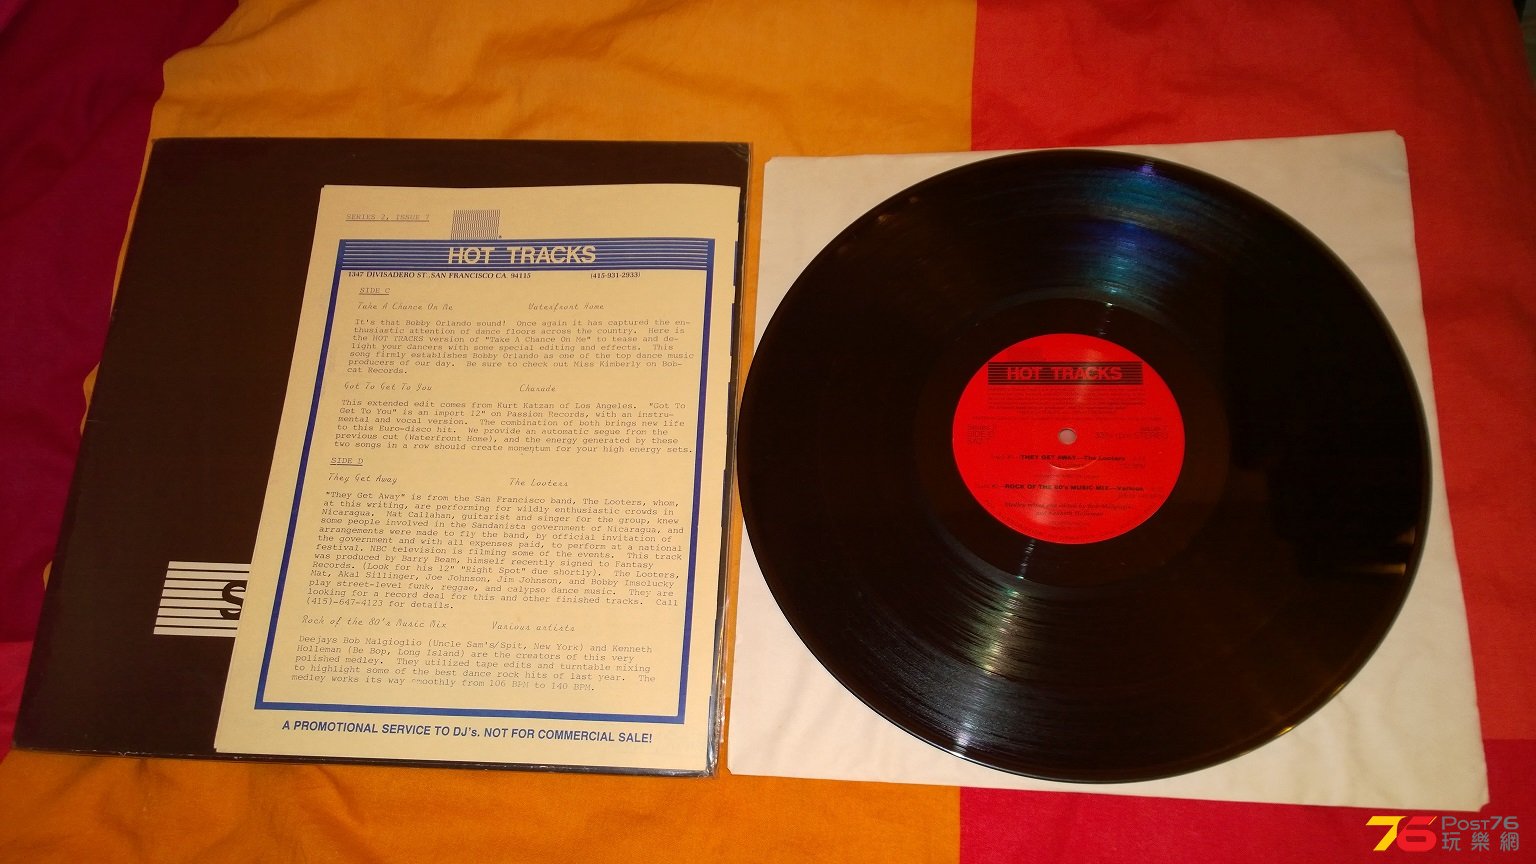 SERIES 2, ISSUE 7
HOT TRACKS
1347 DIVISADERO ST., SAN FRANCISCO CA. 94115 (415-931-2933)
SIDE C
Take A Chance On Me Waterfront Home
It's that Bobby Orlando sound! Once again it has captured the en-
thusiastic attention of dance floors across the country. Here is
the HOT TRACKS version of "Take A Chance On Me" to tease and de-
light your dancers with some special editing and effects. This
song firmly establishes Bobby Orlando as one of the top dance music
producers of our day. Be sure to check out Miss Kimberly on Bob-
cat Records.
Got To Get To You Charade
This extended edit comes from Kurt Katzan of Los Angeles. "Got To
Get To You" is an import 12" on Passion Records, with an instru-
mental and vocal version. The combination of both brings new life
to this Euro-disco hit. We provide an automatic segue from the
previous cut (Waterfront Home), and the energy generated by these
two songs in a row should create momentum for your high energy sets.
SIDE D
They Get Away The Looters
"They Get Away" is from the San Francisco band, The Looters, whom,
at this writing, are performing for wildly enthusiastic crowds in
Nicaragua. Mat Callahan, guitarist and singer for the group, knew
some people involved in the Sandanista government of Nicaragua, and
arrangements were made to fly the band, by official invitation of
the government and with all expenses paid, to perform at a national
festival. NBC television is filming some of the events. This track
was produced by Barry Beam, himself recently signed to Fantasy
Records. (Look for his 12" "Right Spot" due shortly). The Looters,
Mat, Akal Sillinger, Joe Johnson, Jim Johnson, and Bobby Imsolucky
play street-level funk, reggae, and calypso dance music. They are
looking for a record deal for this and other finished tracks. Call
(415)-647-4123 for details.
Rock of the 80's Music Mix Various artists
Deejays Bob Malgioglio (Uncle Sam's/Spit, New York) and Kenneth
Holleman (Be Bop, Long Island) are the creators of this very
polished medley. They utilized tape edits and turntable mixing
to highlight some of the best dance rock hits of last year. The
medley works its way smoothly from 106 BPM to 140 BPM.
A PROMOTIONAL SERVICE TO DJ's. NOT FOR COMMERCIAL SALE!
S
HOT TRACKS
THEY GET AWAY—The Looters
ROCK OF THE 80's MUSIC MIX—Various
76 POST76
玩樂網